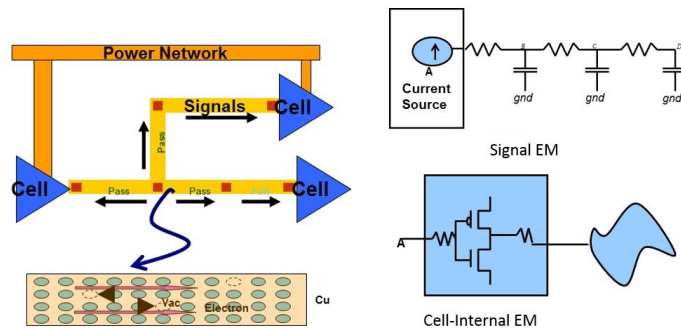 Power Network
Signals
Cell
Pass
Cell
Pass
Pass
Fail
Cell
Vac
Electron
Cu
A
Current
Source
B
C
D
gnd
gnd
gnd
Signal EM
A
Cell-Internal EM